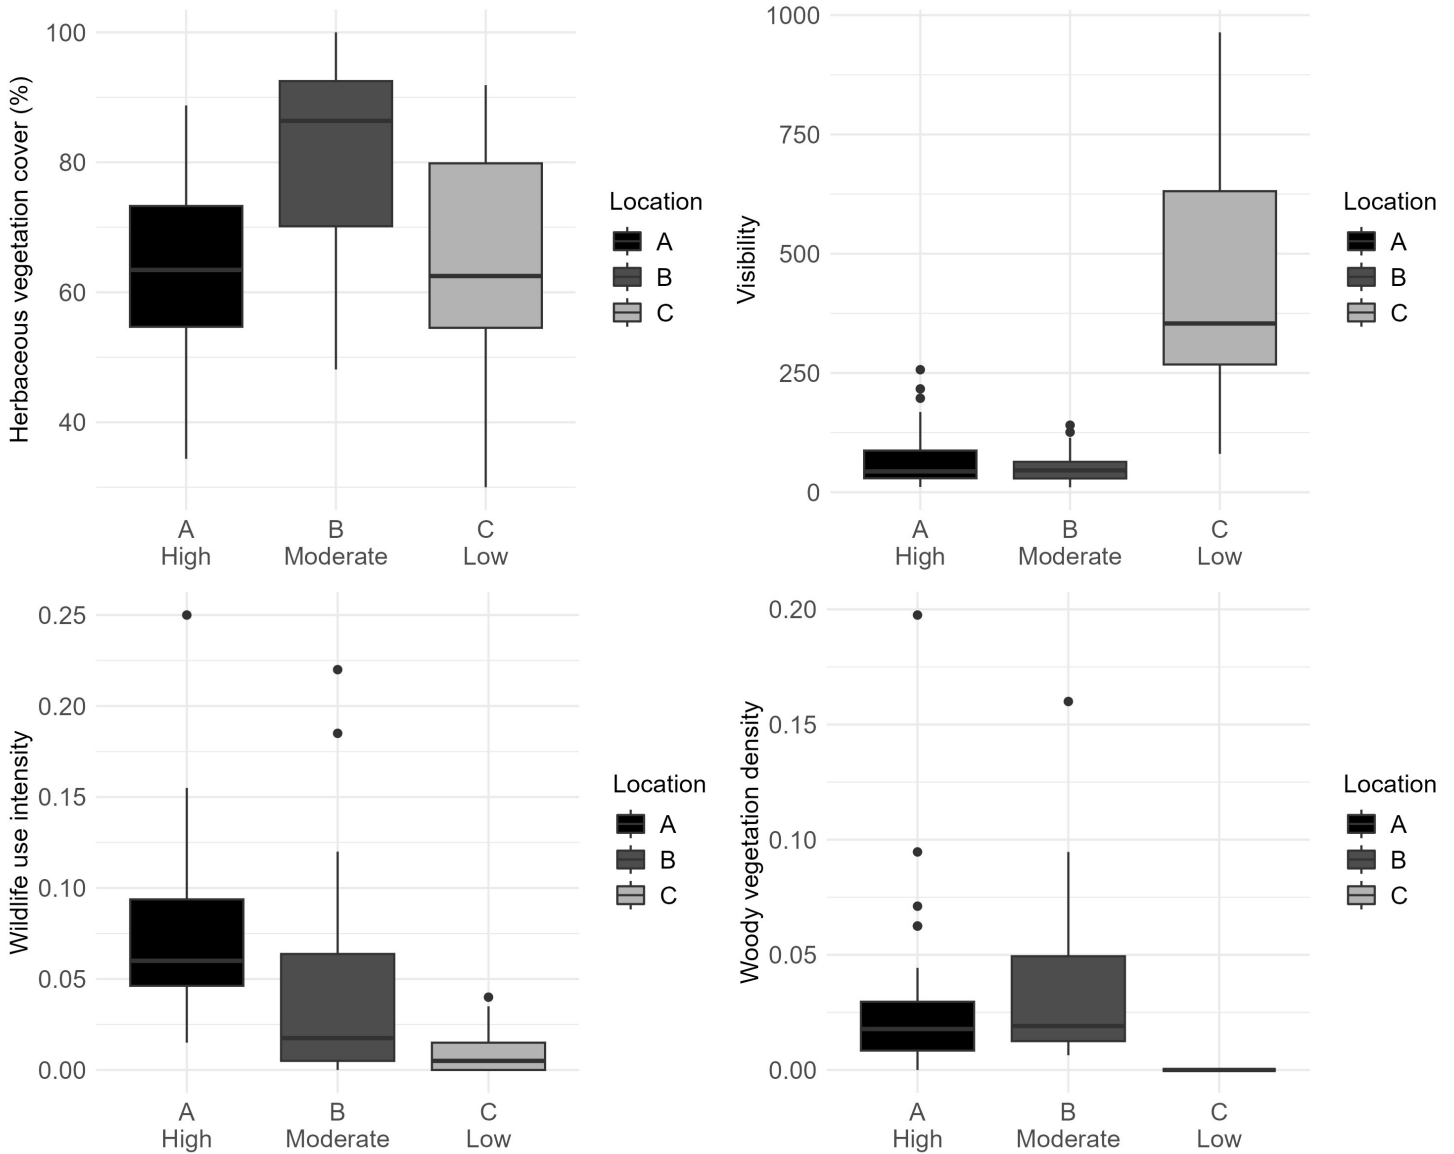 Herbaceous vegetation cover (%)
100
80
60
40
A
High
B
Moderate
C
Low
Location
A
B
C
Visibility
1000
750
500
250
0
A
High
B
Moderate
C
Low
Location
A
B
C
Wildlife use intensity
0.25
0.20
0.15
0.10
0.05
0.00
A
High
B
Moderate
C
Low
Location
A
B
C
Woody vegetation density
0.20
0.15
0.10
0.05
0.00
A
High
B
Moderate
C
Low
Location
A
B
C